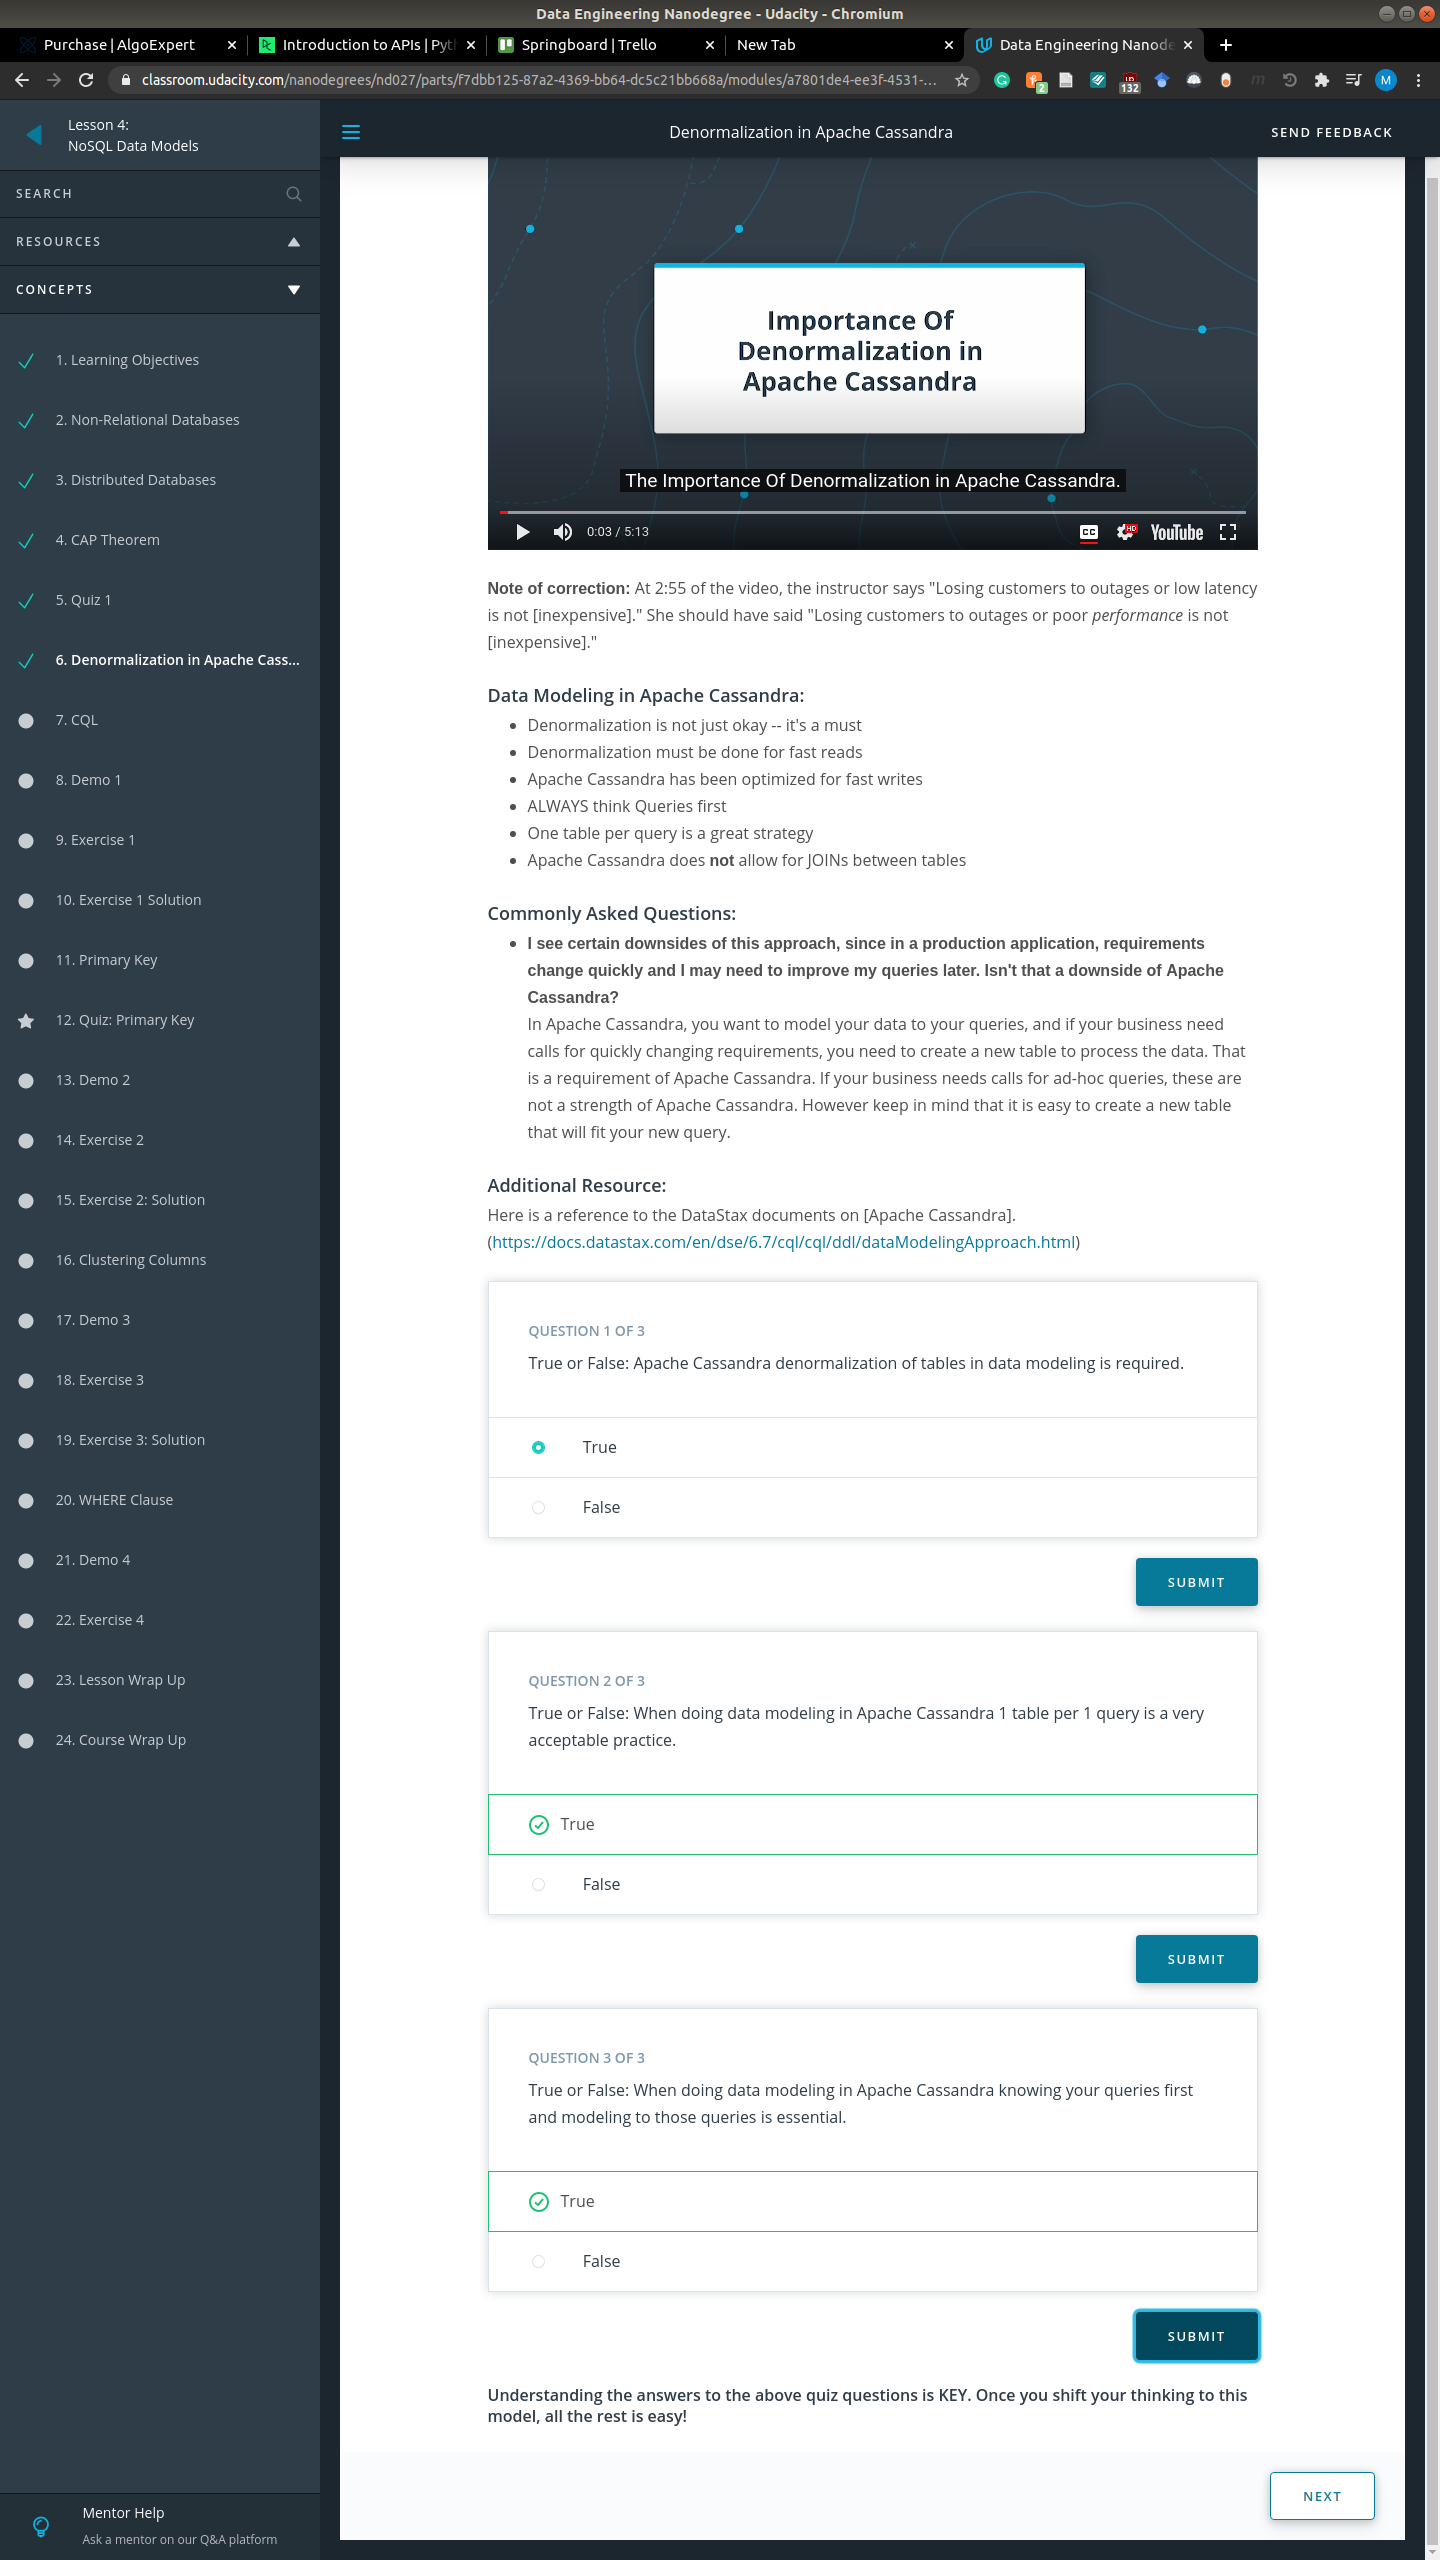 Data Engineering Nanodegree - Udacity - Chromium
Purchase | AlgoExpert
Introduction to APIs | Pyth
Springboard | Trello
New Tab
Data Engineering Nanode
classroom.udacity.com/nanodegrees/nd027/parts/f7dbb125-87a2-4369-bb64-dc5c21bb668a/modules/a7801de4-ee3f-4531-...
2
132
M
Lesson 4:
NoSQL Data Models
Denormalization in Apache Cassandra
SEND FEEDBACK
SEARCH
RESOURCES
CONCEPTS
1. Learning Objectives
2. Non-Relational Databases
3. Distributed Databases
4. CAP Theorem
5. Quiz 1
6. Denormalization in Apache Cass...
7. CQL
8. Demo 1
9. Exercise 1
10. Exercise 1 Solution
11. Primary Key
12. Quiz: Primary Key
13. Demo 2
14. Exercise 2
15. Exercise 2: Solution
16. Clustering Columns
17. Demo 3
18. Exercise 3
19. Exercise 3: Solution
20. WHERE Clause
21. Demo 4
22. Exercise 4
23. Lesson Wrap Up
24. Course Wrap Up
Mentor Help
Ask a mentor on our Q&A platform
Importance Of
Denormalization in
Apache Cassandra
The Importance Of Denormalization in Apache Cassandra.
0:03 / 5:13
CC
HD
YouTube
Note of correction: At 2:55 of the video, the instructor says "Losing customers to outages or low latency
is not [inexpensive]." She should have said "Losing customers to outages or poor performance is not
[inexpensive]."
Data Modeling in Apache Cassandra:
Denormalization is not just okay -- it's a must
Denormalization must be done for fast reads
Apache Cassandra has been optimized for fast writes
ALWAYS think Queries first
One table per query is a great strategy
Apache Cassandra does not allow for JOINs between tables
Commonly Asked Questions:
I see certain downsides of this approach, since in a production application, requirements
change quickly and I may need to improve my queries later. Isn't that a downside of Apache
Cassandra?
In Apache Cassandra, you want to model your data to your queries, and if your business need
calls for quickly changing requirements, you need to create a new table to process the data. That
is a requirement of Apache Cassandra. If your business needs calls for ad-hoc queries, these are
not a strength of Apache Cassandra. However keep in mind that it is easy to create a new table
that will fit your new query.
Additional Resource:
Here is a reference to the DataStax documents on [Apache Cassandra].
(https://docs.datastax.com/en/dse/6.7/cql/cql/ddl/dataModelingApproach.html)
QUESTION 1 OF 3
True or False: Apache Cassandra denormalization of tables in data modeling is required.
True
False
SUBMIT
QUESTION 2 OF 3
True or False: When doing data modeling in Apache Cassandra 1 table per 1 query is a very
acceptable practice.
True
False
SUBMIT
QUESTION 3 OF 3
True or False: When doing data modeling in Apache Cassandra knowing your queries first
and modeling to those queries is essential.
True
False
SUBMIT
Understanding the answers to the above quiz questions is KEY. Once you shift your thinking to this
model, all the rest is easy!
NEXT